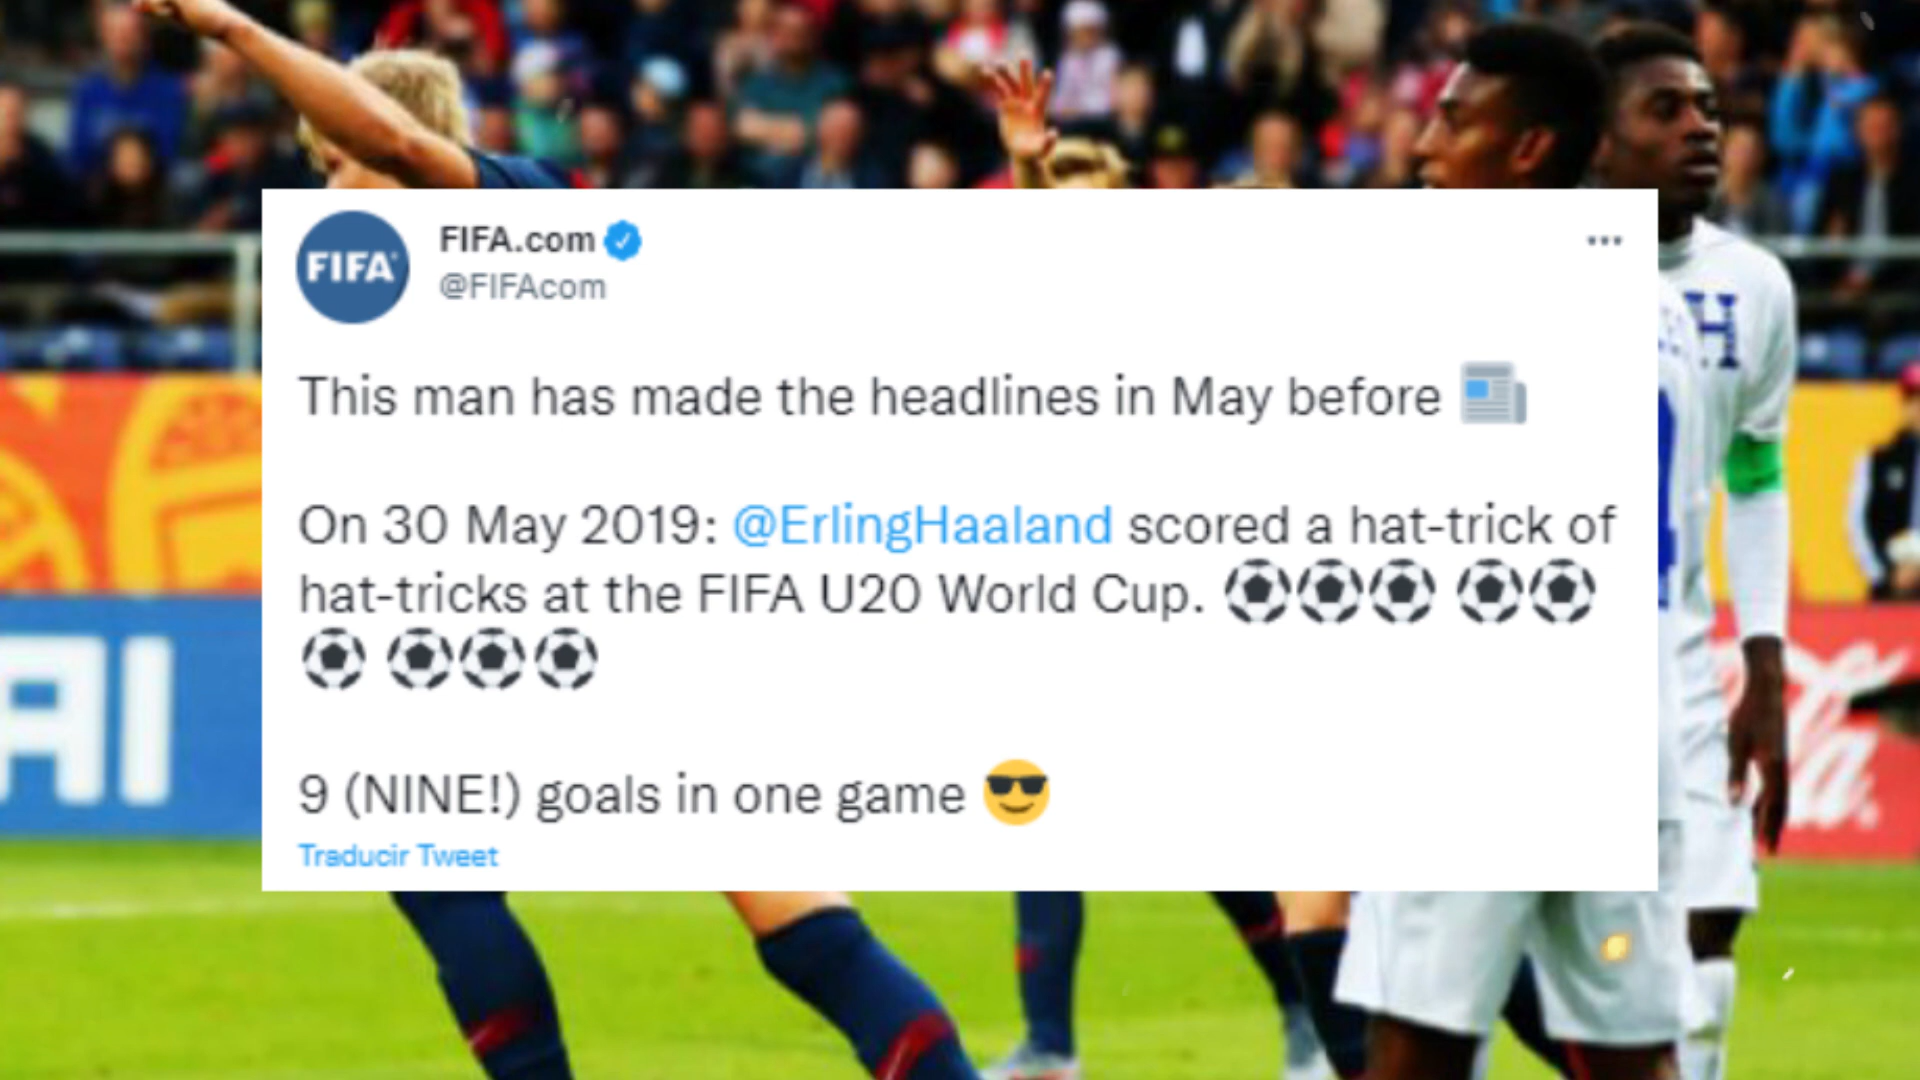 FIFA
FIFA.com
@FIFAcom
This man has made the headlines in May before
On 30 May 2019: @ErlingHaaland scored a hat-trick of
hat-tricks at the FIFA U20 World Cup. ⚽⚽⚽ ⚽⚽
⚽ ⚽⚽⚽
9 (NINE!) goals in one game 😎
Traducir Tweet
H
AI